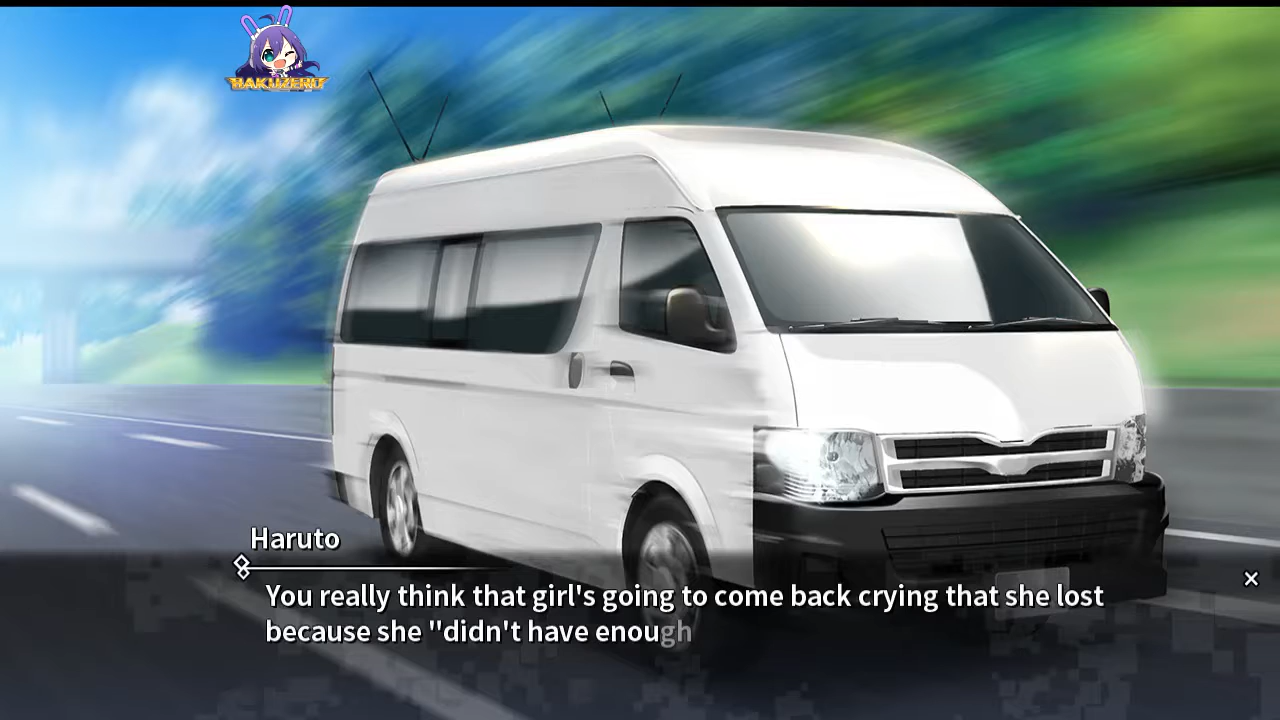 HAKUZERO
Haruto
You really think that girl's going to come back crying that she lost
because she "didn't have enough